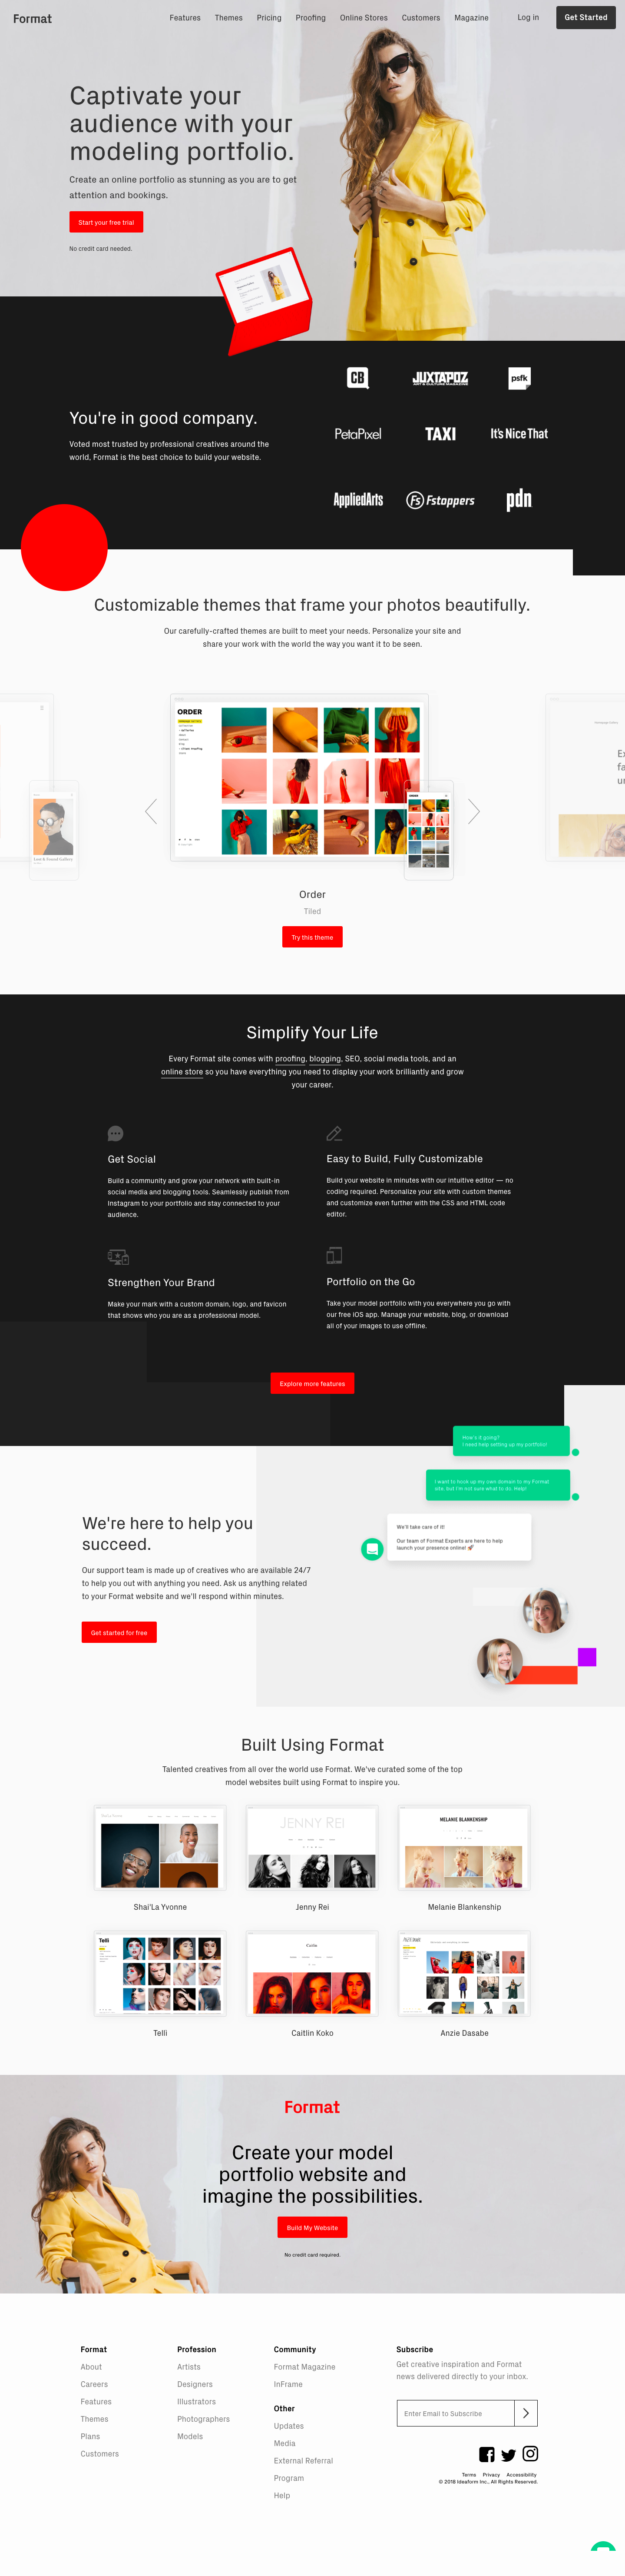 Format
Features Themes Pricing Proofing Online Stores Customers Magazine Log in Get Started
Captivate your
audience with your
modeling portfolio.
Create an online portfolio as stunning as you are to get
attention and bookings.
Start your free trial
No credit card needed.
You're in good company.
Voted most trusted by professional creatives around the
world, Format is the best choice to build your website.
CB JUXTAPOZ psfk
ART & CULTURE MAGAZINE
PetaPixel TAXI It's Nice That
AppliedArts Fs Fstoppers pdn
Customizable themes that frame your photos beautifully.
Our carefully-crafted themes are built to meet your needs. Personalize your site and
share your work with the world the way you want it to be seen.
ORDER
Lost & Found Gallery
Order
Tiled
Try this theme
Simplify Your Life
Every Format site comes with proofing, blogging, SEO, social media tools, and an
online store so you have everything you need to display your work brilliantly and grow
your career.
Get Social
Build a community and grow your network with built-in
social media and blogging tools. Seamlessly publish from
Instagram to your portfolio and stay connected to your
audience.
Easy to Build, Fully Customizable
Build your website in minutes with our intuitive editor — no
coding required. Personalize your site with custom themes
and customize even further with the CSS and HTML code
editor.
Strengthen Your Brand
Make your mark with a custom domain, logo, and favicon
that shows who you are as a professional model.
Portfolio on the Go
Take your model portfolio with you everywhere you go with
our free iOS app. Manage your website, blog, or download
all of your images to use offline.
Explore more features
How's it going?
I need help setting up my portfolio!
I want to hook up my own domain to my Format
site, but I'm not sure what to do. Help!
We'll take care of it!
Our team of Format Experts are here to help
launch your presence online! 🚀
We're here to help you
succeed.
Our support team is made up of creatives who are available 24/7
to help you out with anything you need. Ask us anything related
to your Format website and we'll respond within minutes.
Get started for free
Built Using Format
Talented creatives from all over the world use Format. We've curated some of the top
model websites built using Format to inspire you.
JENNY REI
MELANIE BLANKENSHIP
Shai'La Yvonne
Jenny Rei
Melanie Blankenship
Telli
Telli
Caitlin Koko
Anzie Dasabe
Format
Create your model
portfolio website and
imagine the possibilities.
Build My Website
No credit card required.
Format
About
Careers
Features
Themes
Plans
Customers
Profession
Artists
Designers
Illustrators
Photographers
Models
Community
Format Magazine
InFrame
Other
Updates
Media
External Referral
Program
Help
Subscribe
Get creative inspiration and Format
news delivered directly to your inbox.
Enter Email to Subscribe
Terms Privacy Accessibility
© 2018 Ideaform Inc., All Rights Reserved.